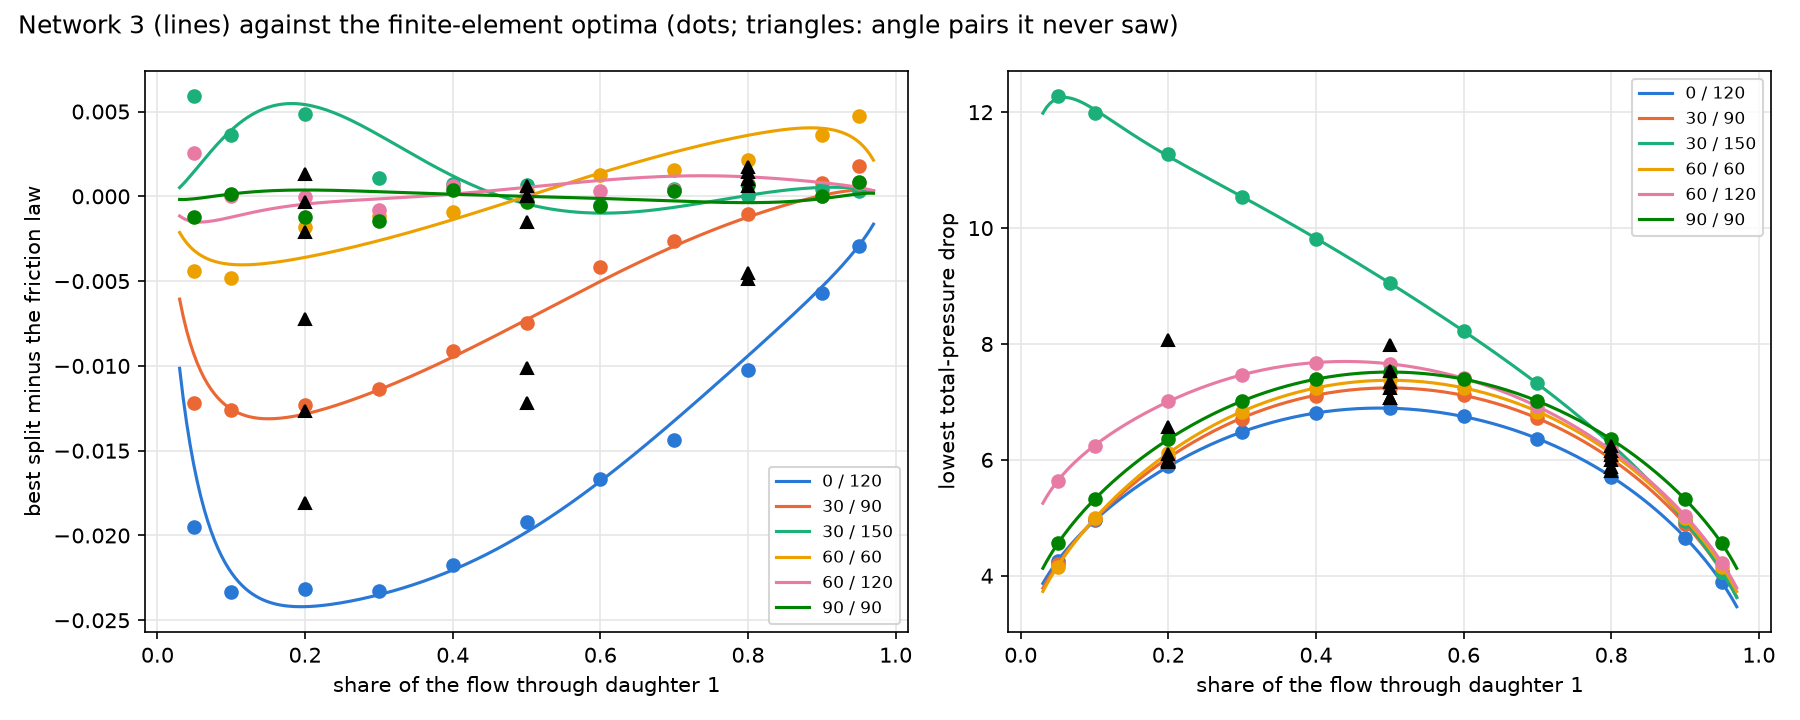 Network 3 (lines) against the finite-element optima (dots; triangles: angle pairs it never saw)
best split minus the friction law
0.005
0.000
−0.005
−0.010
−0.015
−0.020
−0.025
0 / 120
30 / 90
30 / 150
60 / 60
60 / 120
90 / 90
0.0 0.2 0.4 0.6 0.8 1.0
share of the flow through daughter 1
lowest total-pressure drop
12
10
8
6
4
0 / 120
30 / 90
30 / 150
60 / 60
60 / 120
90 / 90
0.0 0.2 0.4 0.6 0.8 1.0
share of the flow through daughter 1